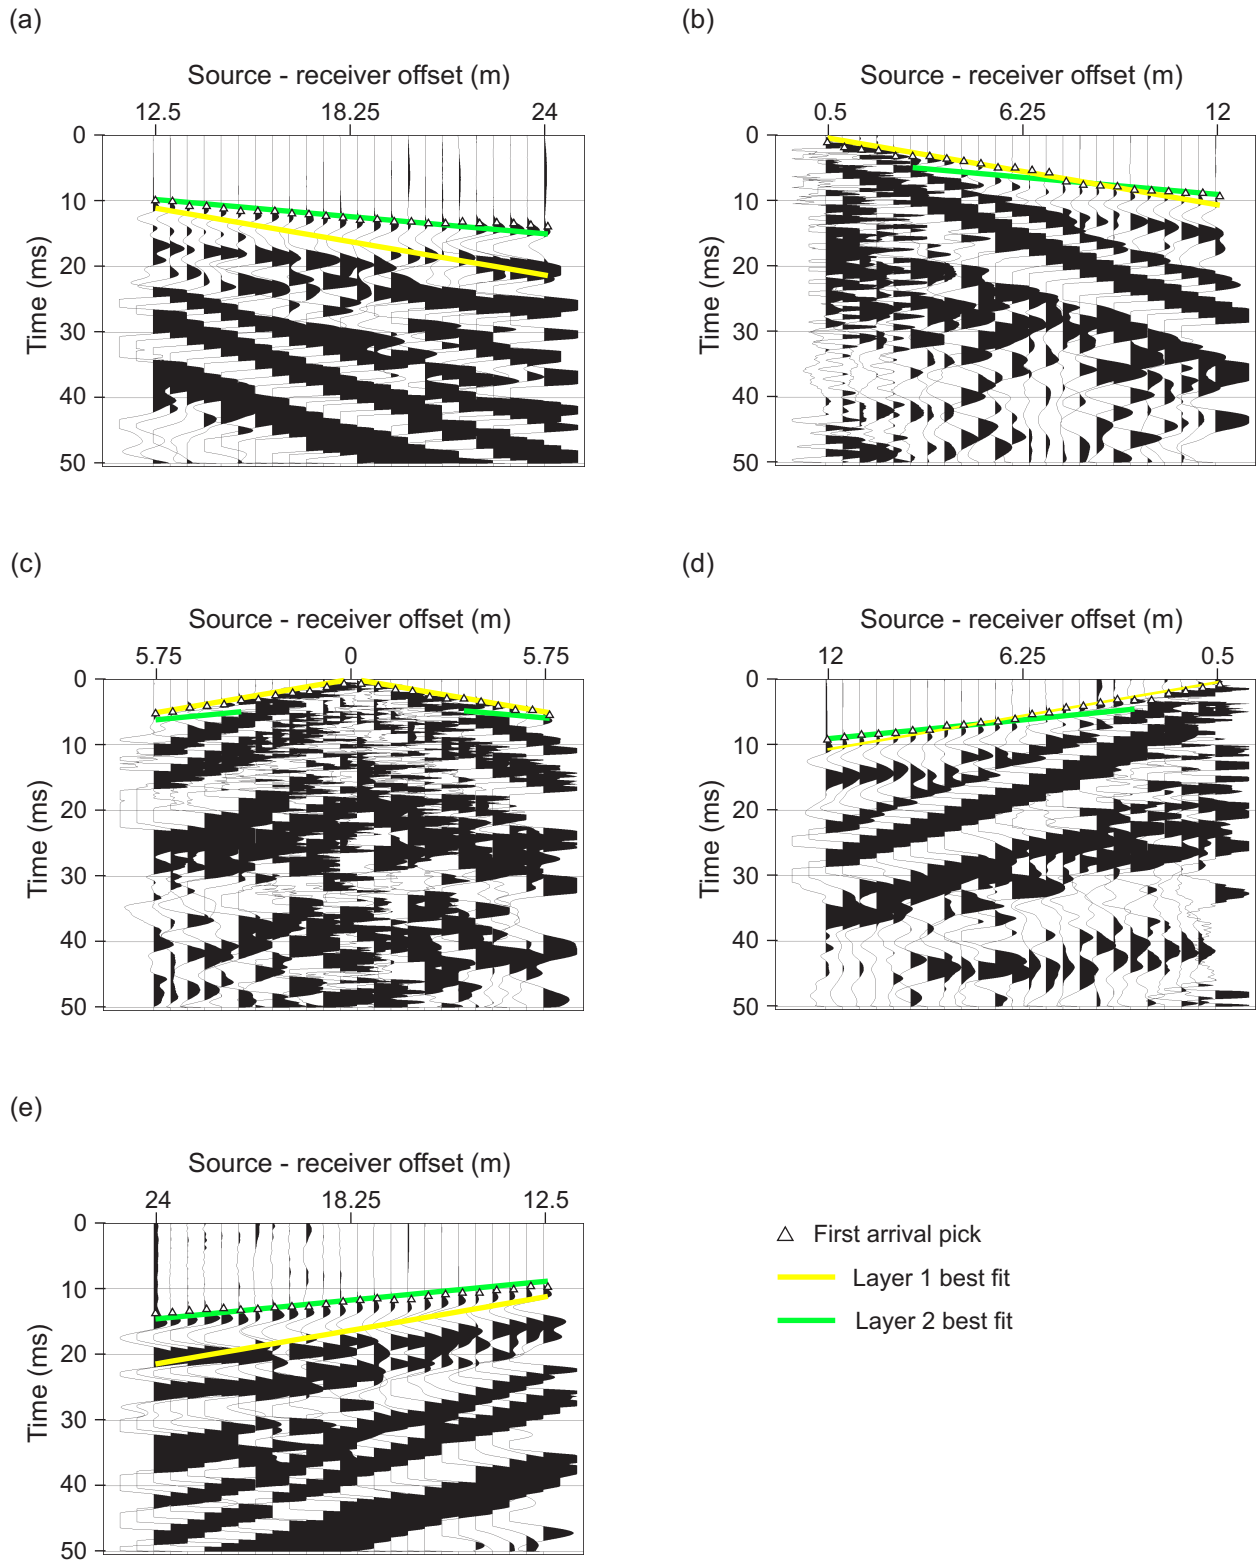 (a)
Source - receiver offset (m)
12.5 18.25 24
0
10
20
30
40
50
Time (ms)
(b)
Source - receiver offset (m)
0.5 6.25 12
0
10
20
30
40
50
Time (ms)
(c)
Source - receiver offset (m)
5.75 0 5.75
0
10
20
30
40
50
Time (ms)
(d)
Source - receiver offset (m)
12 6.25 0.5
0
10
20
30
40
50
Time (ms)
(e)
Source - receiver offset (m)
24 18.25 12.5
0
10
20
30
40
50
Time (ms)
First arrival pick
Layer 1 best fit
Layer 2 best fit